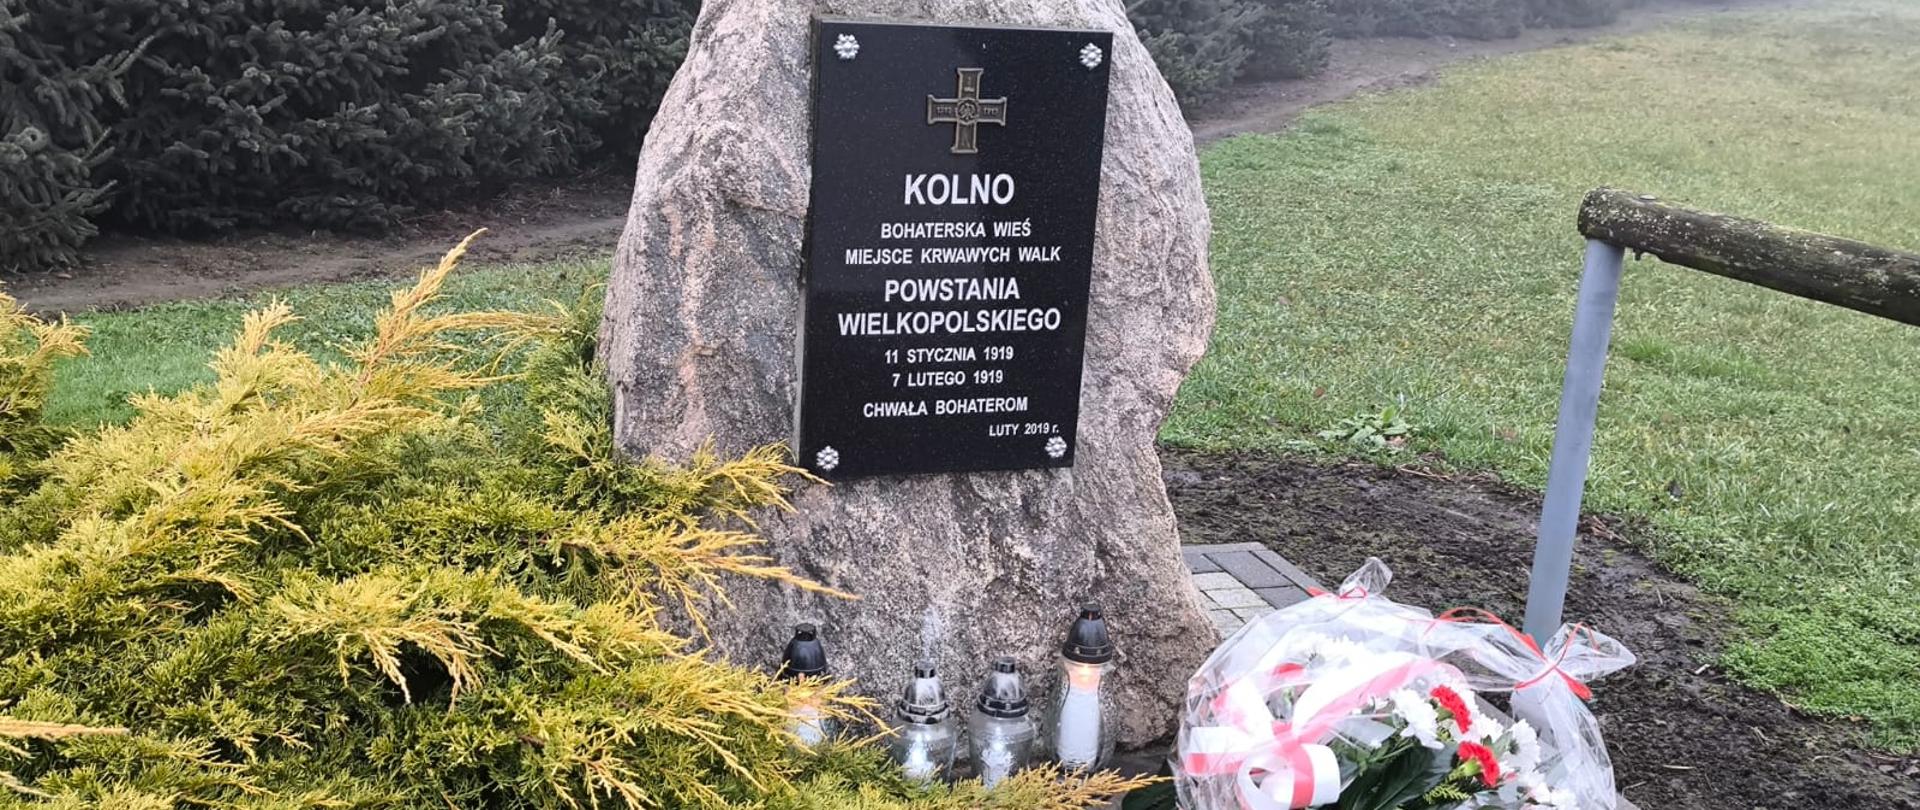 KOLNO
BOHATERSKA WIEŚ
MIEJSCE KRWAWYCH WALK
POWSTANIA
WIELKOPOLSKIEGO
11 STYCZNIA 1919
7 LUTEGO 1919
CHWAŁA BOHATEROM
LUTY 2019 r.